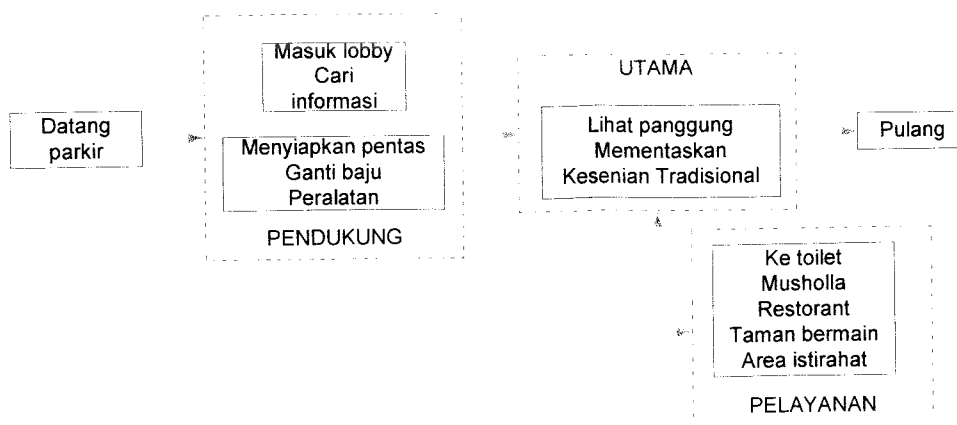 Datang
parkir
Masuk lobby
Cari
informasi
Menyiapkan pentas
Ganti baju
Peralatan
PENDUKUNG
UTAMA
Lihat panggung
Mementaskan
Kesenian Tradisional
Pulang
Ke toilet
Musholla
Restorant
Taman bermain
Area istirahat
PELAYANAN